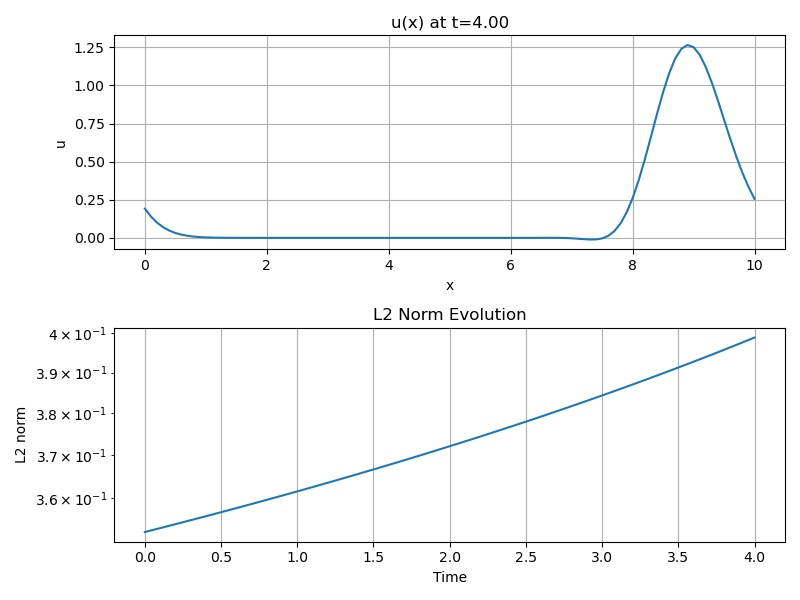 u(x) at t=4.00
1.25
1.00
0.75
0.50
0.25
0.00
u
0 2 4 6 8 10
x
L2 Norm Evolution
4 × 10⁻¹
3.9 × 10⁻¹
3.8 × 10⁻¹
3.7 × 10⁻¹
3.6 × 10⁻¹
L2 norm
0.0 0.5 1.0 1.5 2.0 2.5 3.0 3.5 4.0
Time